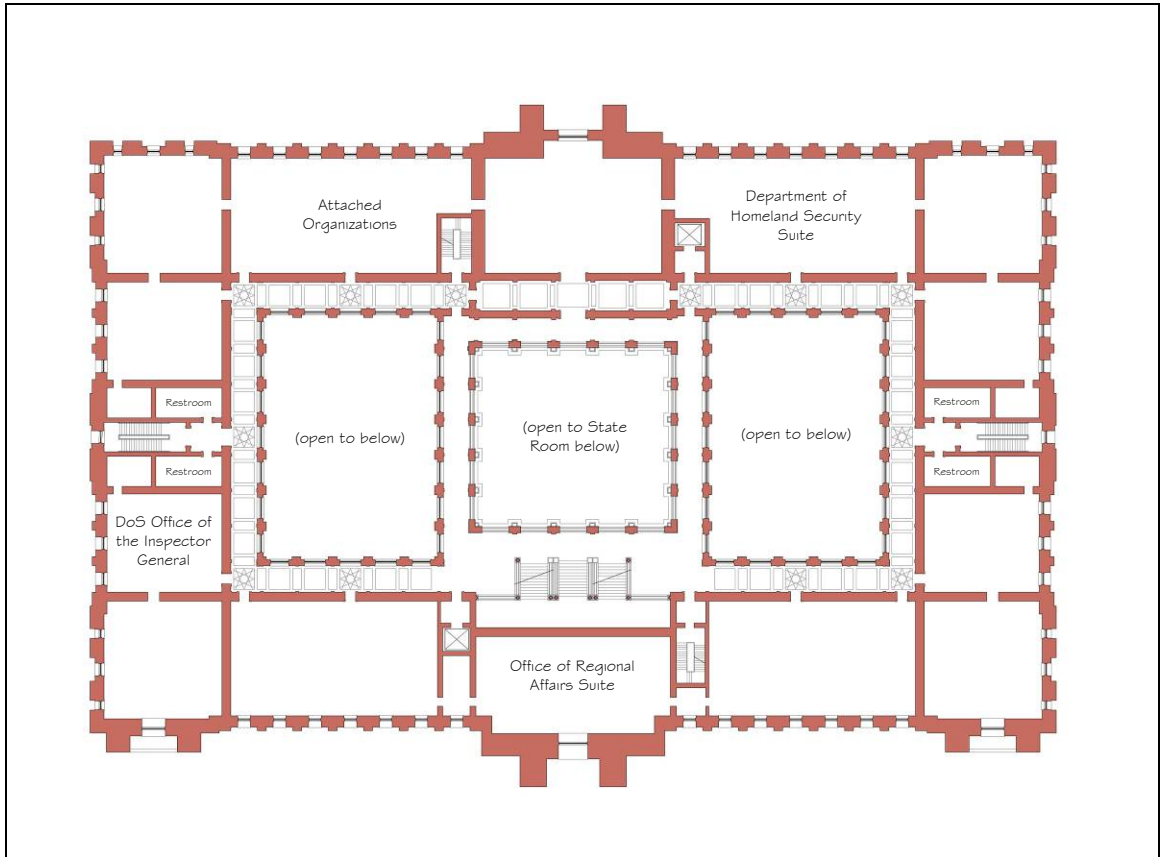 Attached
Organizations
Department of
Homeland Security
Suite
Restroom
Restroom
(open to below)
(open to State
Room below)
(open to below)
Restroom
Restroom
DoS Office of
the Inspector
General
Office of Regional
Affairs Suite